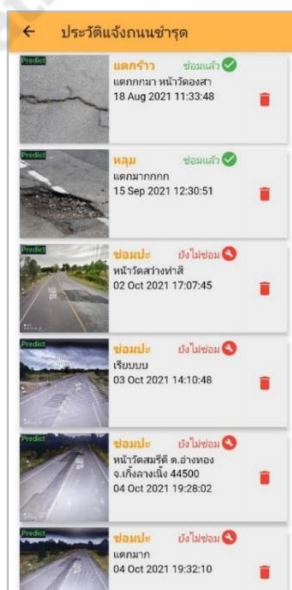 ประวัติแจ้งถนนชำรุด
Predict
แตกร้าว ซ่อมแล้ว
แตกกกมา หน้าวัดองสา
18 Aug 2021 11:33:48
Predict
หลุม ซ่อมแล้ว
แตกมากกกก
15 Sep 2021 12:30:51
Predict
ซ่อมปะ ยังไม่ซ่อม
หน้าวัดสว่างท่าสี
02 Oct 2021 17:07:45
Predict
ซ่อมปะ ยังไม่ซ่อม
เรียบบบ
03 Oct 2021 14:10:48
Predict
ซ่อมปะ ยังไม่ซ่อม
หน้าวัดสมรีดี ต.อ่างทอง
จ.เกิ้งลางเนิ้ง 44500
04 Oct 2021 19:28:02
Predict
ซ่อมปะ ยังไม่ซ่อม
แตกมาก
04 Oct 2021 19:32:10